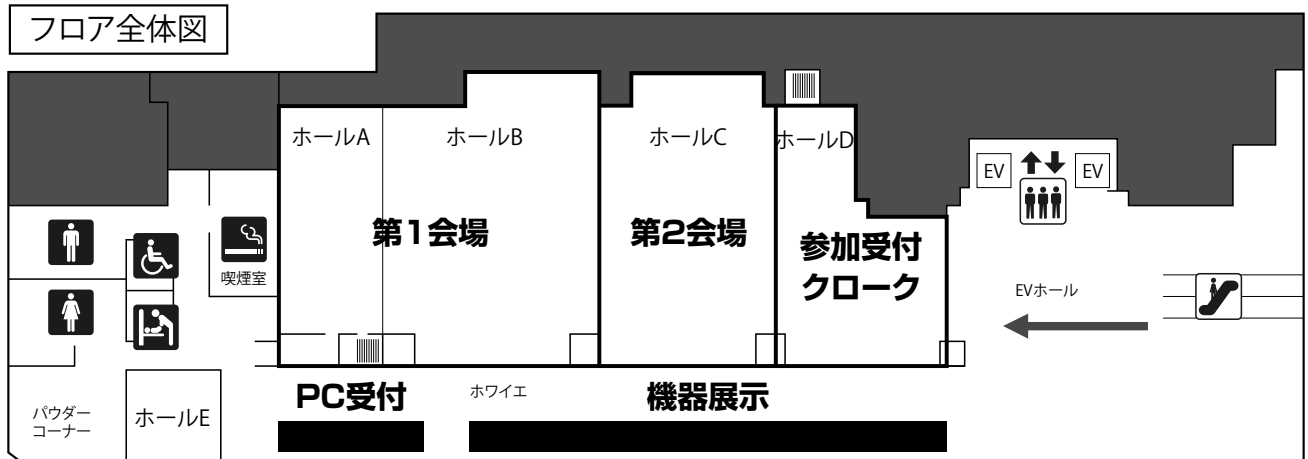 フロア全体図
ホールA
ホールB
ホールC
ホールD
EV
EV
第1会場
第2会場
参加受付
クローク
喫煙室
EVホール
PC受付
ホワイエ
機器展示
パウダー
コーナー
ホールE